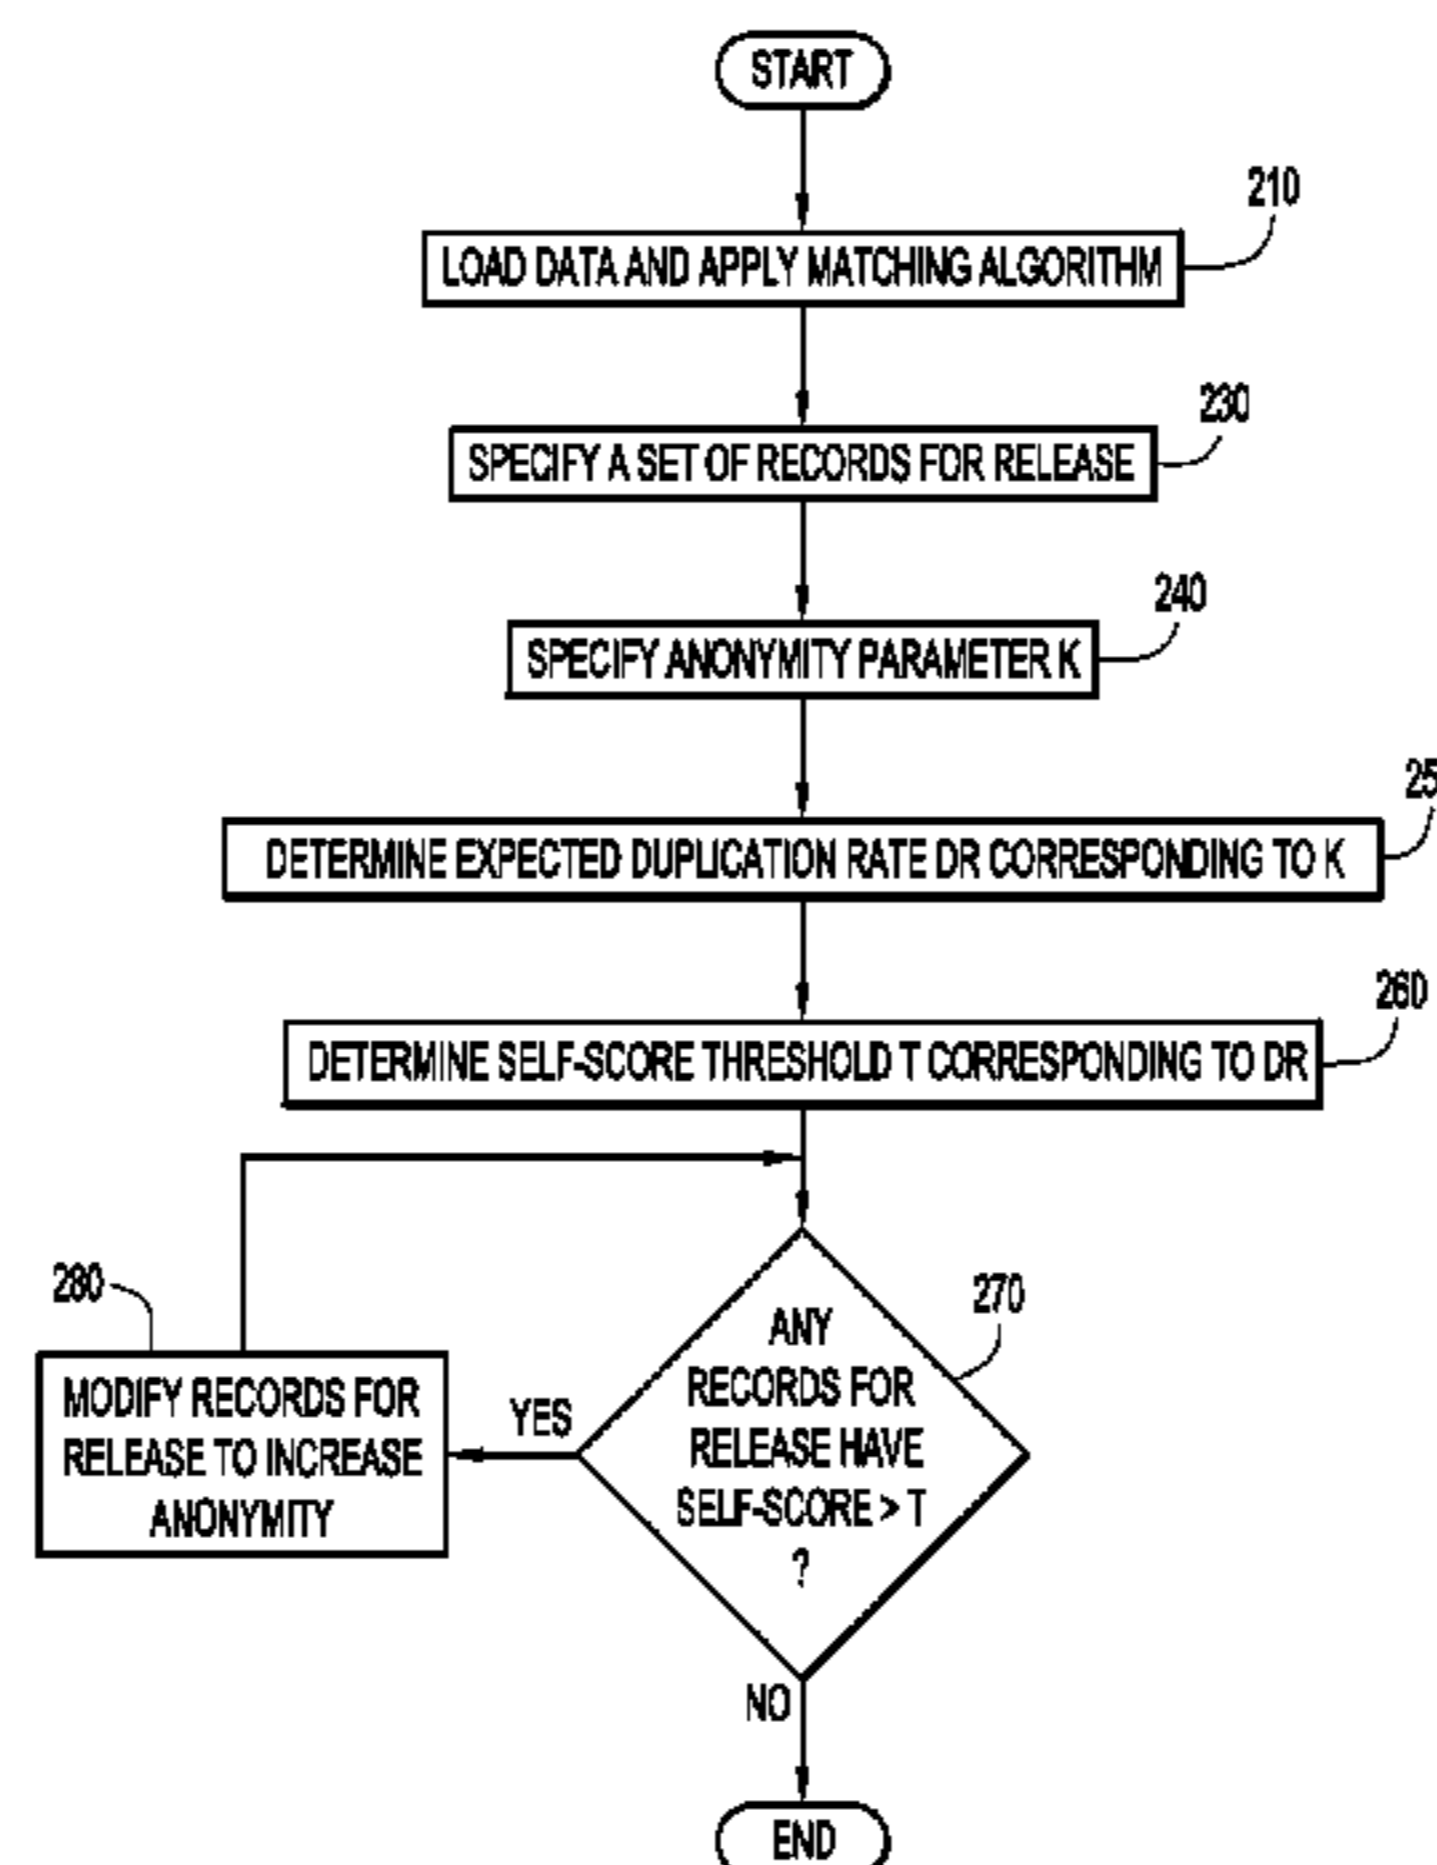 START
210
LOAD DATA AND APPLY MATCHING ALGORITHM
230
SPECIFY A SET OF RECORDS FOR RELEASE
240
SPECIFY ANONYMITY PARAMETER K
25
DETERMINE EXPECTED DUPLICATION RATE DR CORRESPONDING TO K
260
DETERMINE SELF-SCORE THRESHOLD T CORRESPONDING TO DR
280
270
MODIFY RECORDS FOR
RELEASE TO INCREASE
ANONYMITY
YES
ANY
RECORDS FOR
RELEASE HAVE
SELF-SCORE > T
?
NO
END